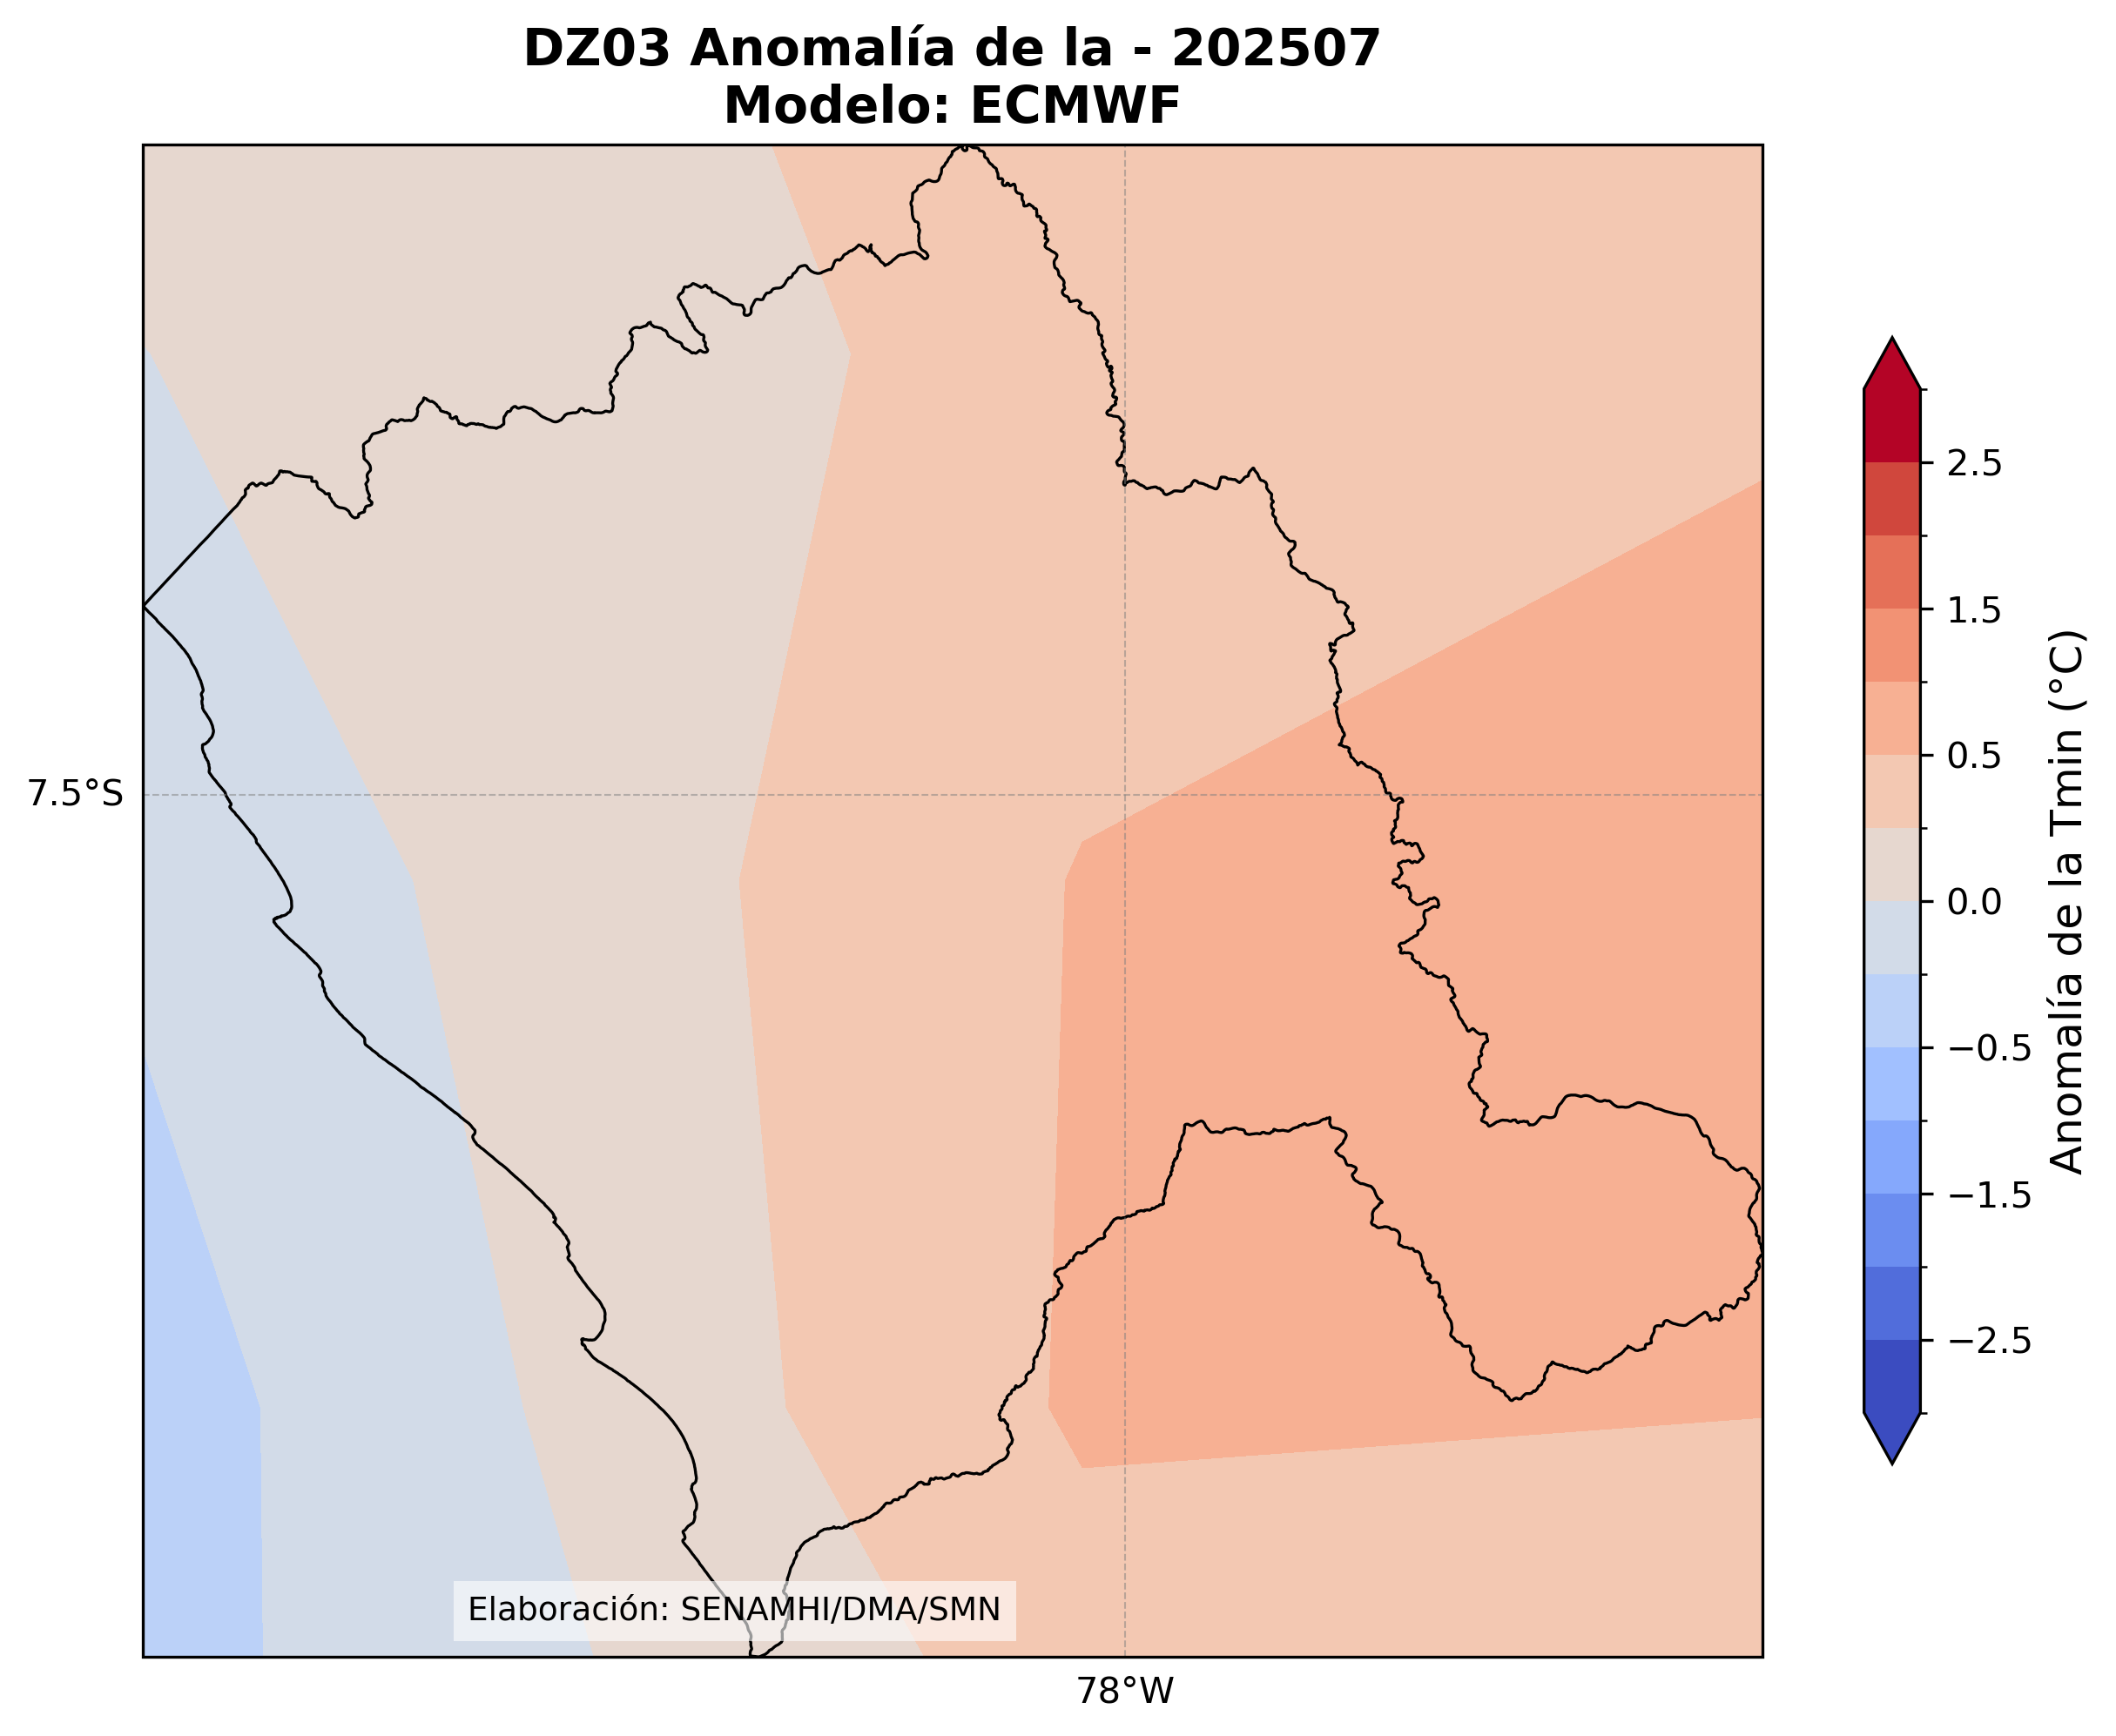 DZ03 Anomalía de la - 202507
Modelo: ECMWF
7.5°S
78°W
Elaboración: SENAMHI/DMA/SMN
2.5
1.5
0.5
0.0
−0.5
−1.5
−2.5
Anomalía de la Tmin (°C)